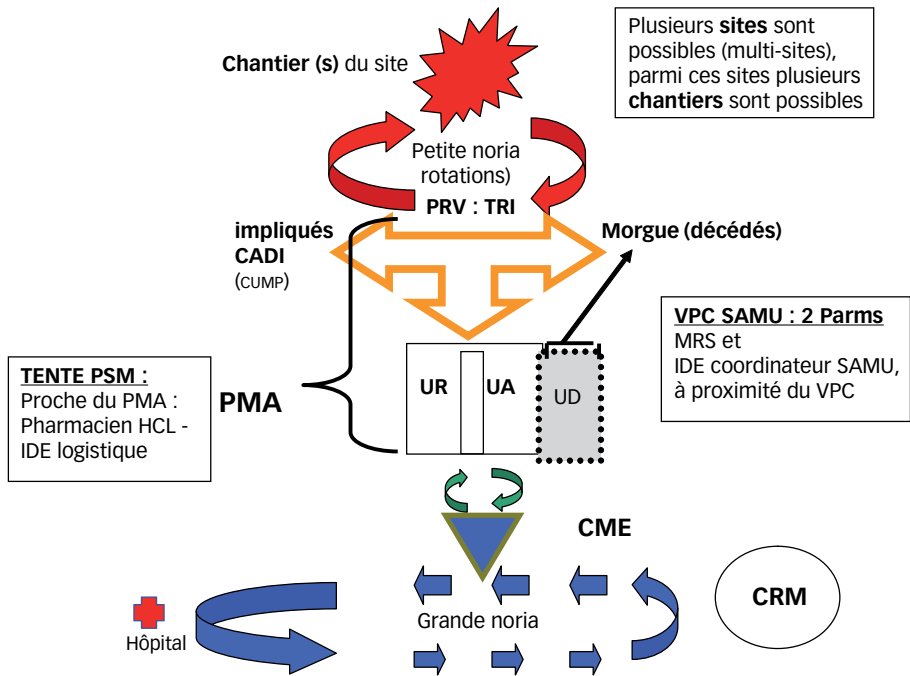 Plusieurs sites sont
possibles (multi-sites),
parmi ces sites plusieurs
chantiers sont possibles
Chantier (s) du site
Petite noria
rotations)
PRV : TRI
impliqués
CADI
(CUMP)
Morgue (décédés)
VPC SAMU : 2 Parms
MRS et
IDE coordinateur SAMU,
à proximité du VPC
TENTE PSM :
Proche du PMA :
Pharmacien HCL -
IDE logistique
PMA
UR
UA
UD
CME
CRM
Grande noria
Hôpital